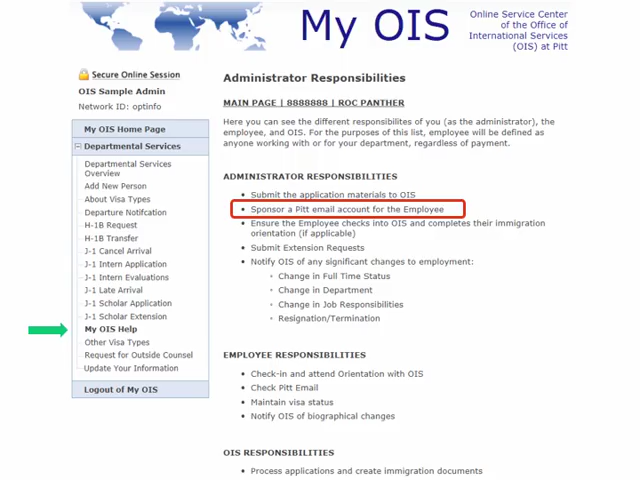 My OIS
Online Service Center
of the Office of
International Services
(OIS) at Pitt
Secure Online Session
OIS Sample Admin
Network ID: optinfo
My OIS Home Page
Departmental Services
Departmental Services
Overview
Add New Person
About Visa Types
Departure Notifcation
H-1B Request
H-1B Transfer
J-1 Cancel Arrival
J-1 Intern Application
J-1 Intern Evaluations
J-1 Late Arrival
J-1 Scholar Application
J-1 Scholar Extension
My OIS Help
Other Visa Types
Request for Outside Counsel
Update Your Information
Logout of My OIS
Administrator Responsibilities
MAIN PAGE | 8888888 | ROC PANTHER
Here you can see the different responsibilites of you (as the administrator), the
employee, and OIS. For the purposes of this list, employee will be defined as
anyone working with or for your department, regardless of payment.
ADMINISTRATOR RESPONSIBILITIES
Submit the application materials to OIS
Sponsor a Pitt email account for the Employee
Ensure the Employee checks into OIS and completes their immigration
orientation (if applicable)
Submit Extension Requests
Notify OIS of any significant changes to employment:
Change in Full Time Status
Change in Department
Change in Job Responsibilities
Resignation/Termination
EMPLOYEE RESPONSIBILITIES
Check-in and attend Orientation with OIS
Check Pitt Email
Maintain visa status
Notify OIS of biographical changes
OIS RESPONSIBILITIES
Process applications and create immigration documents